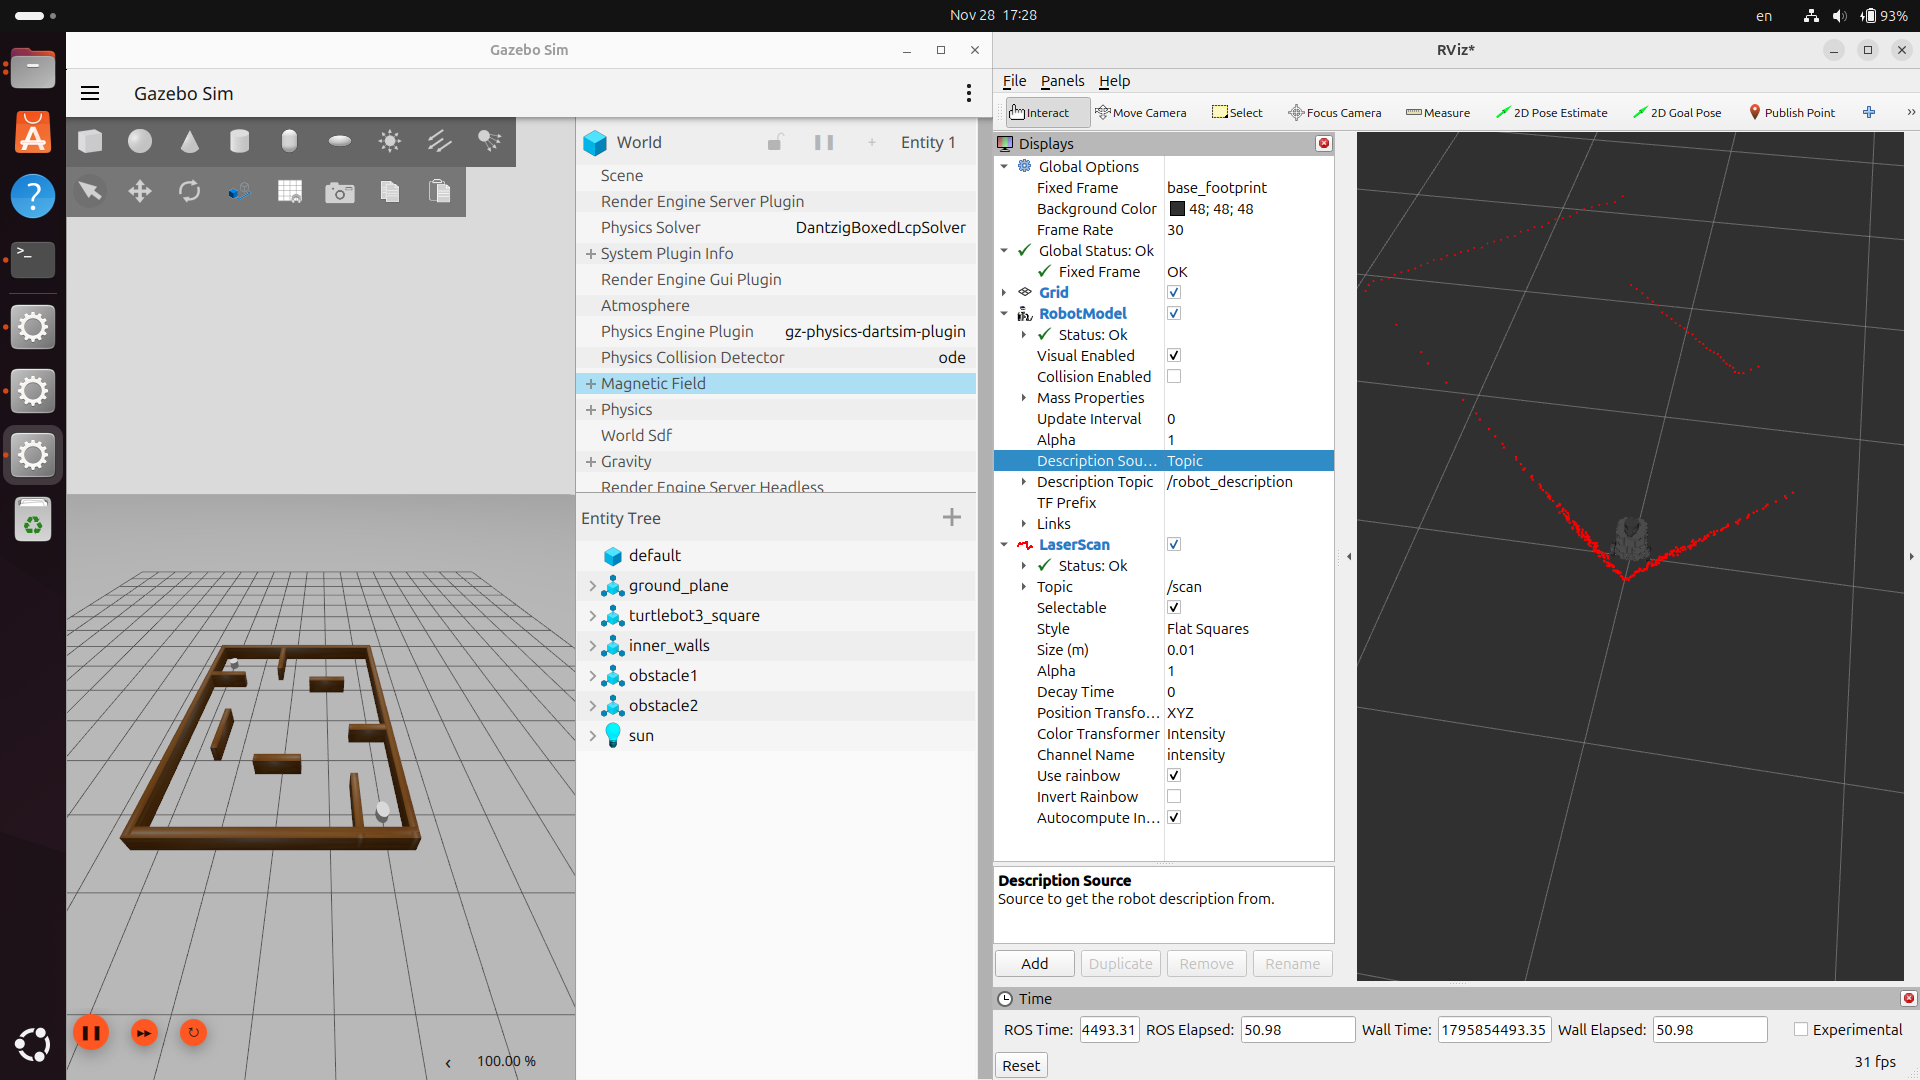 Nov 28 17:28
en
93%
Gazebo Sim
Gazebo Sim
World
Entity 1
Scene
Render Engine Server Plugin
Physics Solver DantzigBoxedLcpSolver
+ System Plugin Info
Render Engine Gui Plugin
Atmosphere
Physics Engine Plugin gz-physics-dartsim-plugin
Physics Collision Detector ode
+ Magnetic Field
+ Physics
World Sdf
+ Gravity
Render Engine Server Headless
Entity Tree
default
ground_plane
turtlebot3_square
inner_walls
obstacle1
obstacle2
sun
100.00 %
RViz*
File Panels Help
Interact Move Camera Select Focus Camera Measure 2D Pose Estimate 2D Goal Pose Publish Point
Displays
Global Options
Fixed Frame base_footprint
Background Color 48; 48; 48
Frame Rate 30
Global Status: Ok
Fixed Frame OK
Grid
RobotModel
Status: Ok
Visual Enabled
Collision Enabled
Mass Properties
Update Interval 0
Alpha 1
Description Sou... Topic
Description Topic /robot_description
TF Prefix
Links
LaserScan
Status: Ok
Topic /scan
Selectable
Style Flat Squares
Size (m) 0.01
Alpha 1
Decay Time 0
Position Transfo... XYZ
Color Transformer Intensity
Channel Name intensity
Use rainbow
Invert Rainbow
Autocompute In...
Description Source
Source to get the robot description from.
Add Duplicate Remove Rename
Time
ROS Time: 4493.31 ROS Elapsed: 50.98 Wall Time: 1795854493.35 Wall Elapsed: 50.98 Experimental
Reset
31 fps